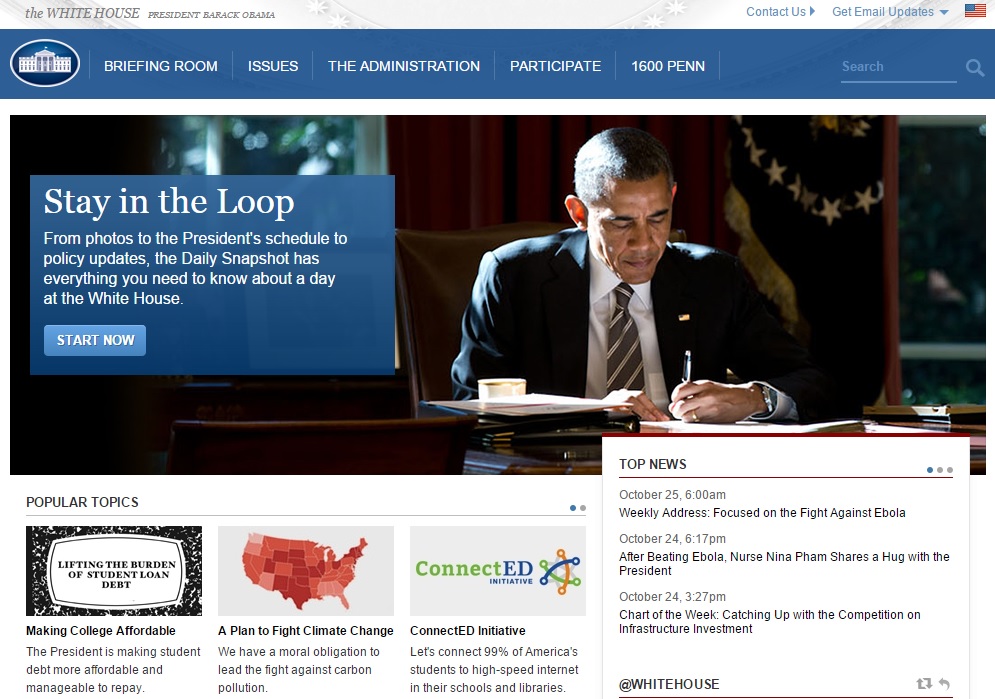 the WHITE HOUSE PRESIDENT BARACK OBAMA
Contact Us
Get Email Updates
BRIEFING ROOM
ISSUES
THE ADMINISTRATION
PARTICIPATE
1600 PENN
Search
Stay in the Loop
From photos to the President's schedule to
policy updates, the Daily Snapshot has
everything you need to know about a day
at the White House.
START NOW
POPULAR TOPICS
LIFTING THE BURDEN
OF STUDENT LOAN
DEBT
Making College Affordable
The President is making student
debt more affordable and
manageable to repay.
A Plan to Fight Climate Change
We have a moral obligation to
lead the fight against carbon
pollution.
ConnectED
INITIATIVE
ConnectED Initiative
Let's connect 99% of America's
students to high-speed internet
in their schools and libraries.
TOP NEWS
October 25, 6:00am
Weekly Address: Focused on the Fight Against Ebola
October 24, 6:17pm
After Beating Ebola, Nurse Nina Pham Shares a Hug with the
President
October 24, 3:27pm
Chart of the Week: Catching Up with the Competition on
Infrastructure Investment
@WHITEHOUSE